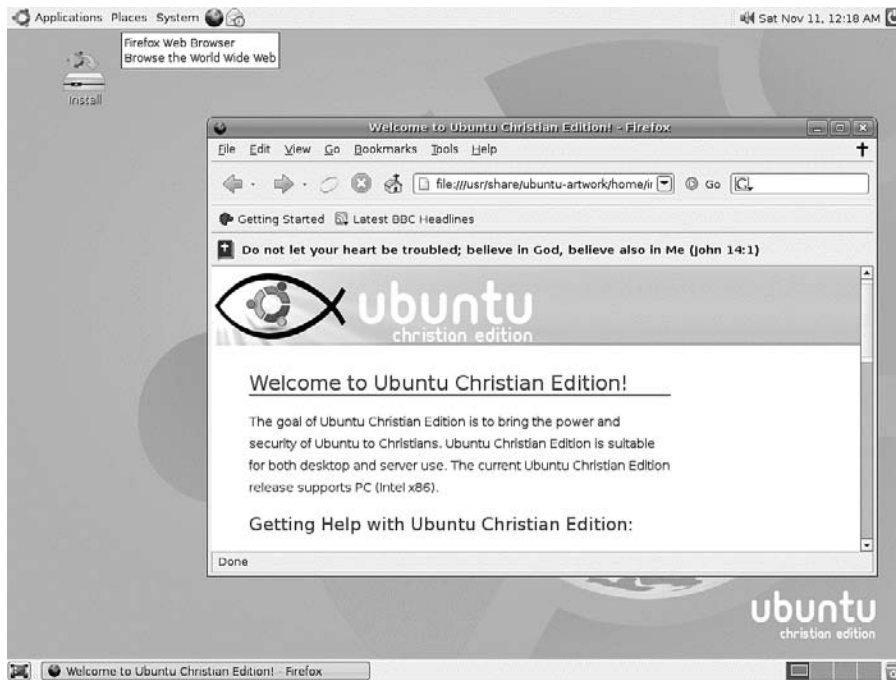 Applications Places System
Sat Nov 11, 12:18 AM
Firefox Web Browser
Browse the World Wide Web
Install
Welcome to Ubuntu Christian Edition! - Firefox
File Edit View Go Bookmarks Tools Help
file:///usr/share/ubuntu-artwork/home/ir
Go
Getting Started Latest BBC Headlines
Do not let your heart be troubled; believe in God, believe also in Me (John 14:1)
ubuntu
christian edition
Welcome to Ubuntu Christian Edition!
The goal of Ubuntu Christian Edition is to bring the power and
security of Ubuntu to Christians. Ubuntu Christian Edition is suitable
for both desktop and server use. The current Ubuntu Christian Edition
release supports PC (Intel x86).
Getting Help with Ubuntu Christian Edition:
Done
ubuntu
christian edition
Welcome to Ubuntu Christian Edition! - Firefox